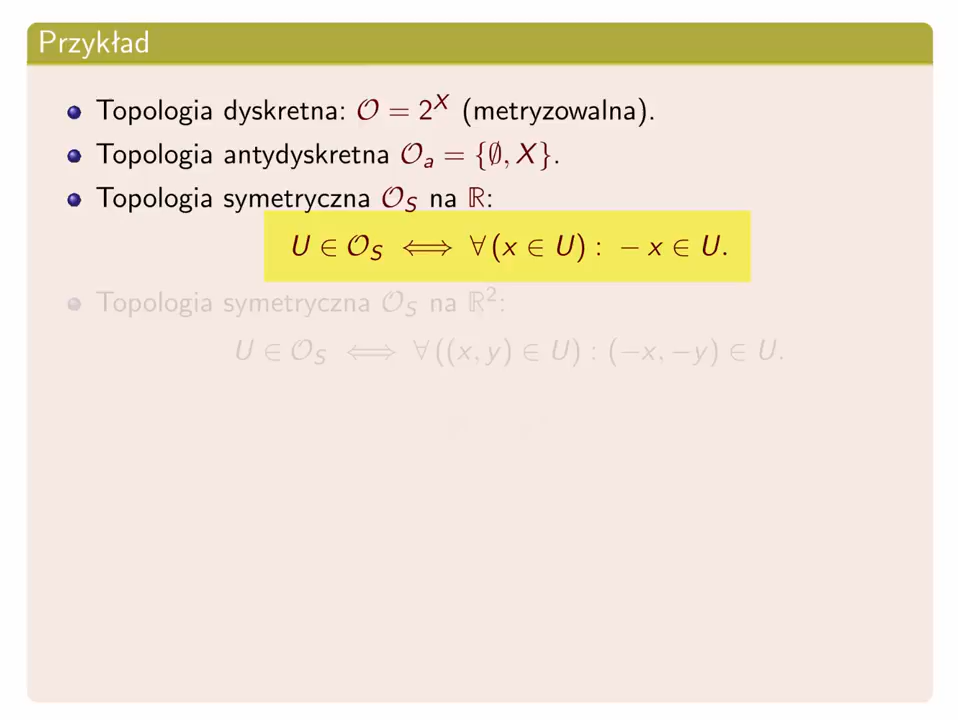 Przykład
Topologia dyskretna: 𝒪 = 2^X (metryzowalna).
Topologia antydyskretna 𝒪_a = {∅, X}.
Topologia symetryczna 𝒪_S na ℝ:
U ∈ 𝒪_S ⟺ ∀ (x ∈ U) : − x ∈ U.
Topologia symetryczna 𝒪_S na ℝ²:
U ∈ 𝒪_S ⟺ ∀ ((x, y) ∈ U) : (−x, −y) ∈ U.